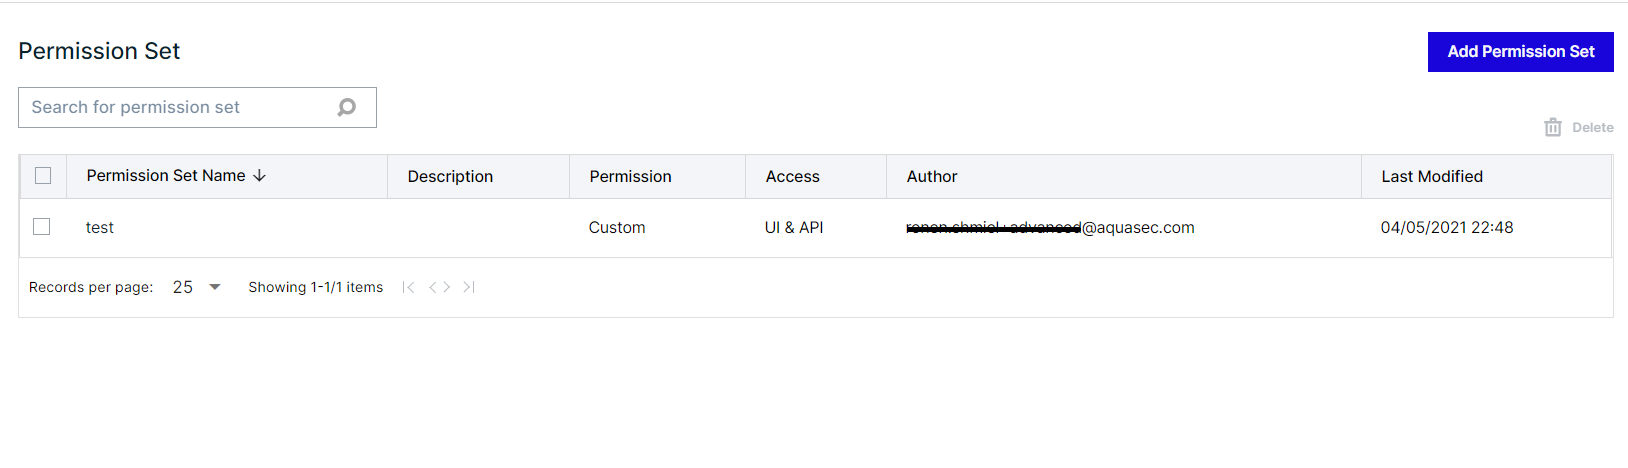 Permission Set
Add Permission Set
Search for permission set
Delete
Permission Set Name Description Permission Access Author Last Modified
test Custom UI & API @aquasec.com 04/05/2021 22:48
Records per page: 25 Showing 1-1/1 items